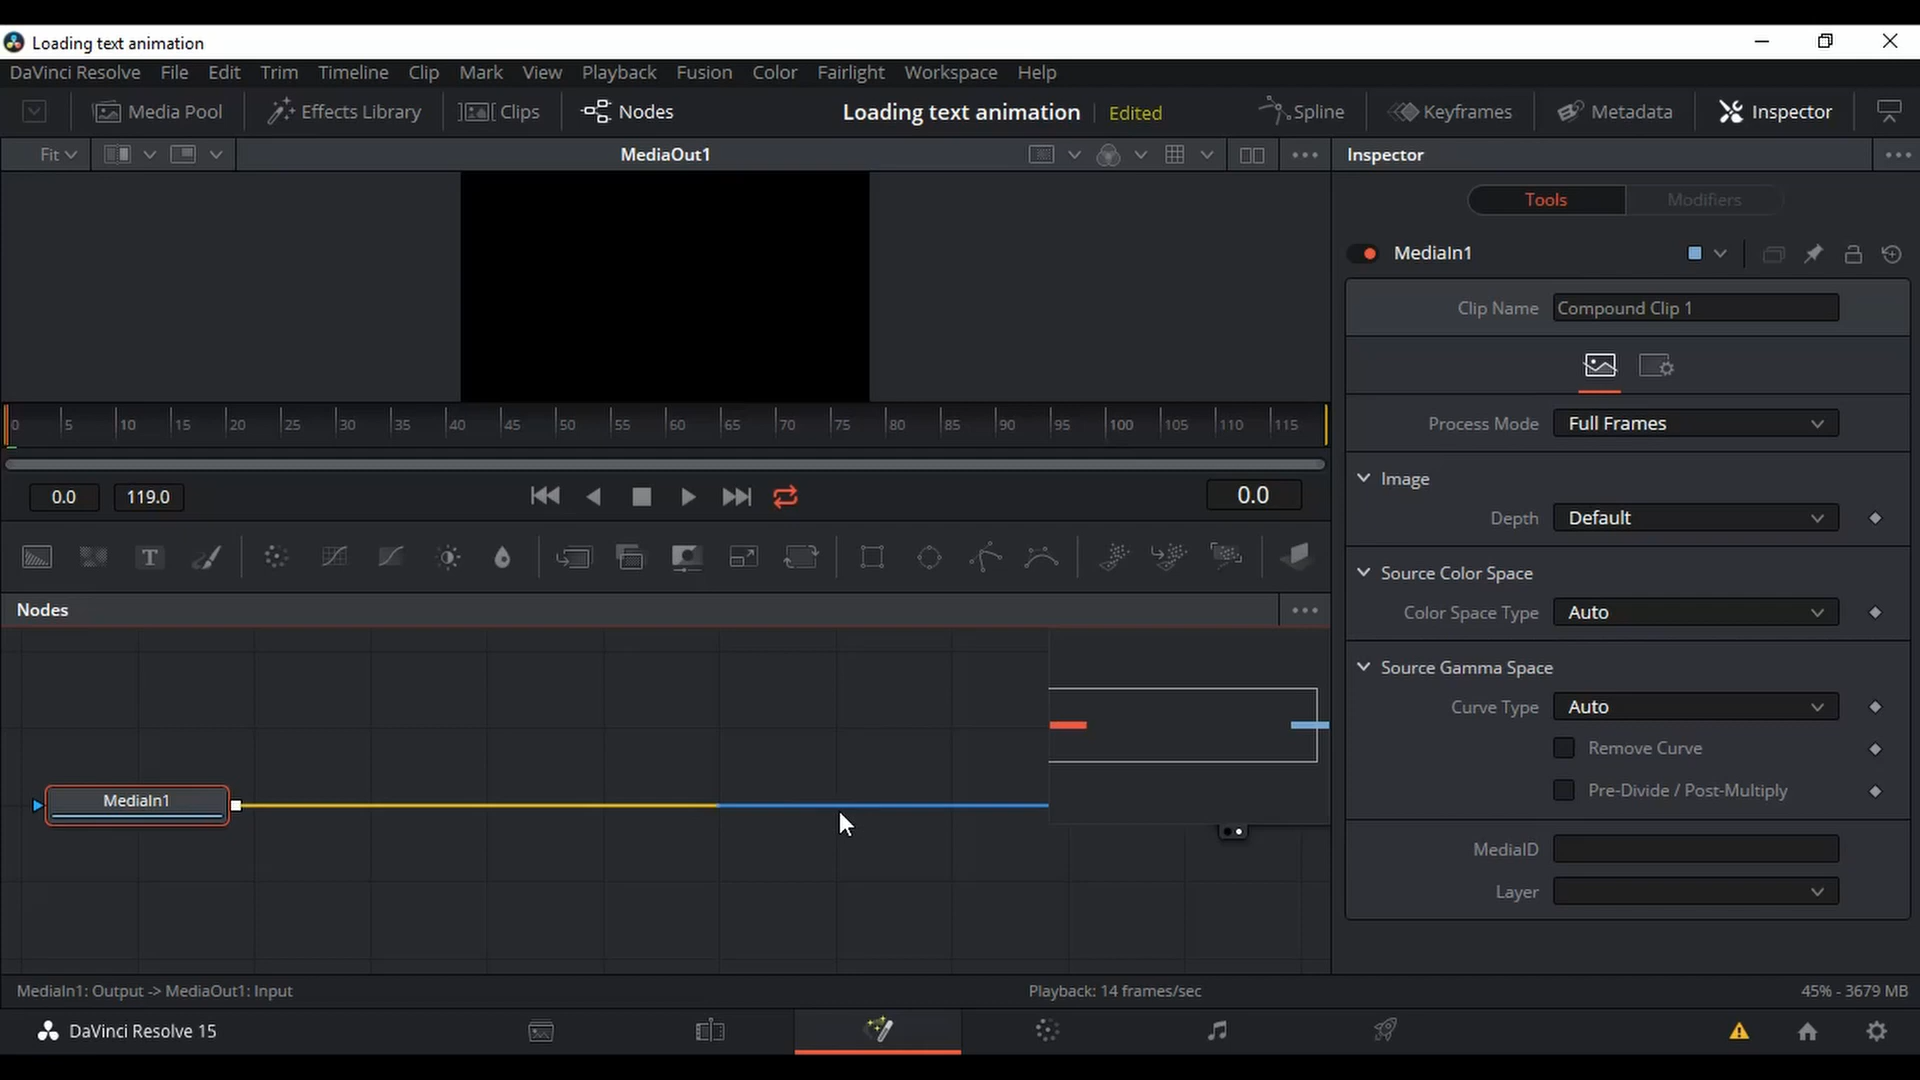 Loading text animation
DaVinci Resolve File Edit Trim Timeline Clip Mark View Playback Fusion Color Fairlight Workspace Help
Media Pool Effects Library Clips Nodes Loading text animation Edited Spline Keyframes Metadata Inspector
Fit MediaOut1 Inspector
Tools Modifiers
MediaIn1
Clip Name Compound Clip 1
0 5 10 15 20 25 30 35 40 45 50 55 60 65 70 75 80 85 90 95 100 105 110 115
Process Mode Full Frames
Image
0.0 119.0 0.0
Depth Default
T
Source Color Space
Nodes
Color Space Type Auto
Source Gamma Space
Curve Type Auto
Remove Curve
Pre-Divide / Post-Multiply
MediaIn1
MediaID
Layer
MediaIn1: Output -> MediaOut1: Input Playback: 14 frames/sec 45% - 3679 MB
DaVinci Resolve 15